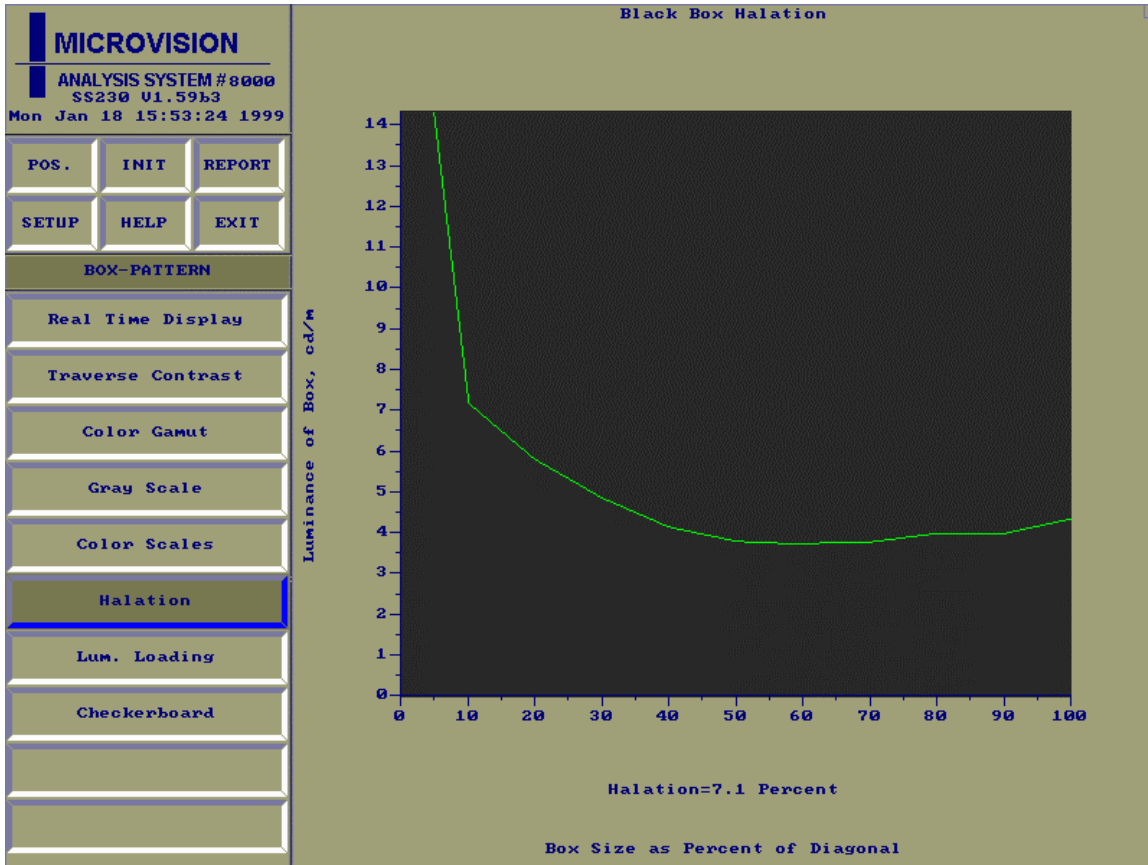 MICROVISION
ANALYSIS SYSTEM #8000
SS230 V1.59b3
Mon Jan 18 15:53:24 1999
POS. INIT REPORT
SETUP HELP EXIT
BOX-PATTERN
Real Time Display
Traverse Contrast
Color Gamut
Gray Scale
Color Scales
Halation
Lum. Loading
Checkerboard
Black Box Halation
Luminance of Box, cd/m
14
13
12
11
10
9
8
7
6
5
4
3
2
1
0
0 10 20 30 40 50 60 70 80 90 100
Halation=7.1 Percent
Box Size as Percent of Diagonal